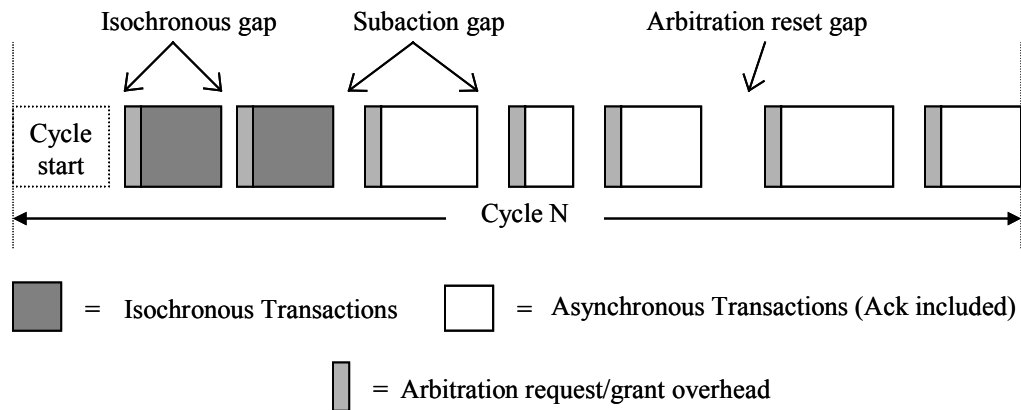 Isochronous gap
Subaction gap
Arbitration reset gap
Cycle
start
Cycle N
= Isochronous Transactions
= Asynchronous Transactions (Ack included)
= Arbitration request/grant overhead